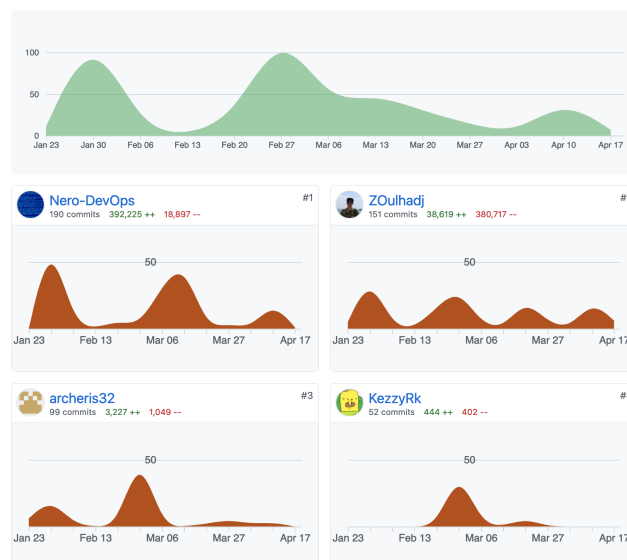 100
50
0
Jan 23 Jan 30 Feb 06 Feb 13 Feb 20 Feb 27 Mar 06 Mar 13 Mar 20 Mar 27 Apr 03 Apr 10 Apr 17
Nero-DevOps #1
190 commits 392,225 ++ 18,897 --
50
Jan 23 Feb 13 Mar 06 Mar 27 Apr 17
ZOulhadj #
151 commits 38,619 ++ 380,717 --
50
Jan 23 Feb 13 Mar 06 Mar 27 Apr 17
archeris32 #3
99 commits 3,227 ++ 1,049 --
50
Jan 23 Feb 13 Mar 06 Mar 27 Apr 17
KezzyRk #
52 commits 444 ++ 402 --
50
Jan 23 Feb 13 Mar 06 Mar 27 Apr 17